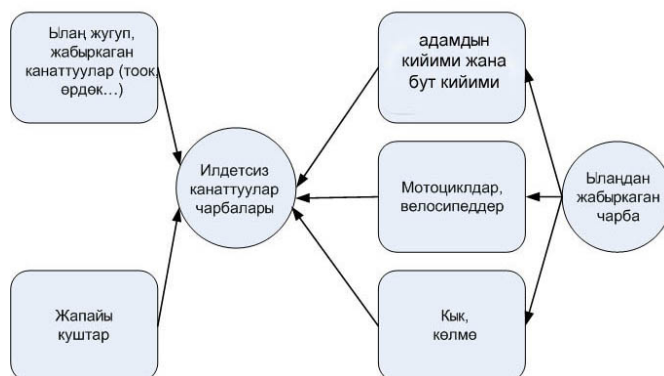 Ылаң жугуп,
жабыркаган
канаттуулар (тоок,
өрдөк...)
адамдын
кийими жана
бут кийими
Илдетсиз
канаттуулар
чарбалары
Мотоциклдар,
велосипеддер
Ылаңдан
жабыркаган
чарба
Жапайы
куштар
Кык,
көлмө